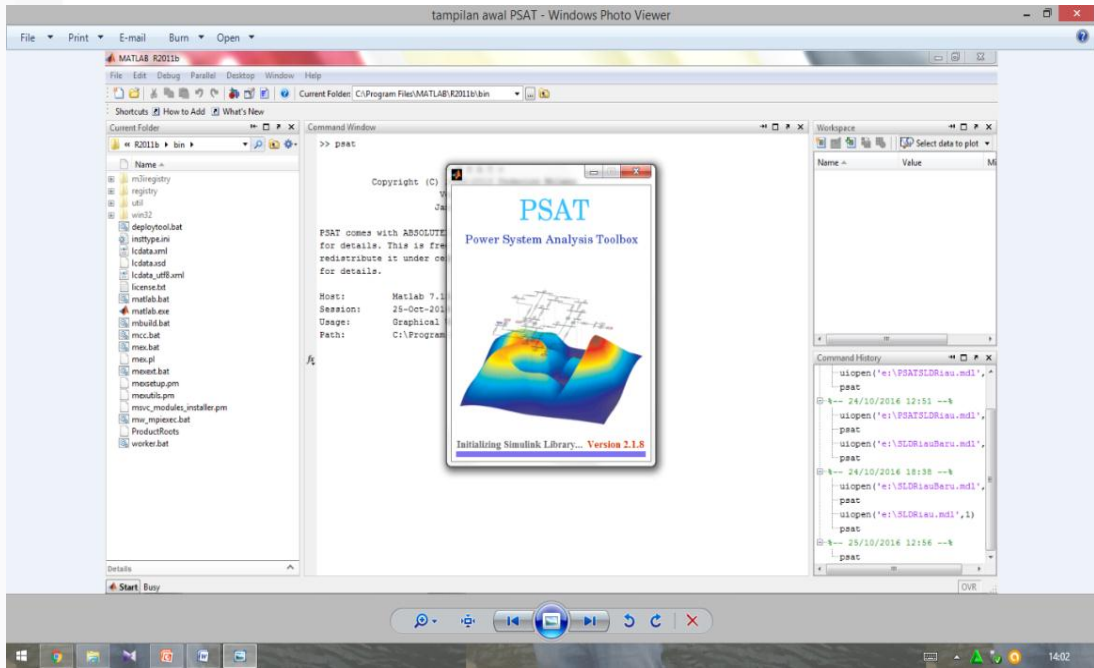 tampilan awal PSAT - Windows Photo Viewer
File Print E-mail Burn Open
MATLAB R2011b
File Edit Debug Parallel Desktop Window Help
Current Folder: C:\Program Files\MATLAB\R2011b\bin
Shortcuts How to Add What's New
Current Folder
« R2011b ▸ bin ▸
Name
m3iregistry
registry
util
win32
deploytool.bat
insttype.ini
lcdata.xml
lcdata.xsd
lcdata_utf8.xml
license.txt
matlab.bat
matlab.exe
mbuild.bat
mcc.bat
mex.bat
mex.pl
mexext.bat
mexsetup.pm
mexutils.pm
msvc_modules_installer.pm
mw_mpiexec.bat
ProductRoots
worker.bat
Details
Start Busy
Command Window
>> psat
Copyright (C)
PSAT comes with ABSOLUTE
for details. This is fre
redistribute it under ce
for details.
Host: Matlab 7.1
Session: 25-Oct-201
Usage: Graphical
Path: C:\Program
fx
PSAT
Power System Analysis Toolbox
Initializing Simulink Library... Version 2.1.8
Workspace
Select data to plot
Name Value Mi
Command History
uiopen('e:\PSATSLDRiau.mdl',
psat
%-- 24/10/2016 12:51 --%
uiopen('e:\PSATSLDRiau.mdl',
psat
uiopen('e:\SLDRiauBaru.mdl',
psat
%-- 24/10/2016 18:38 --%
uiopen('e:\SLDRiauBaru.mdl',
psat
uiopen('e:\SLDRiau.mdl',1)
psat
%-- 25/10/2016 12:56 --%
psat
OVR
14:02